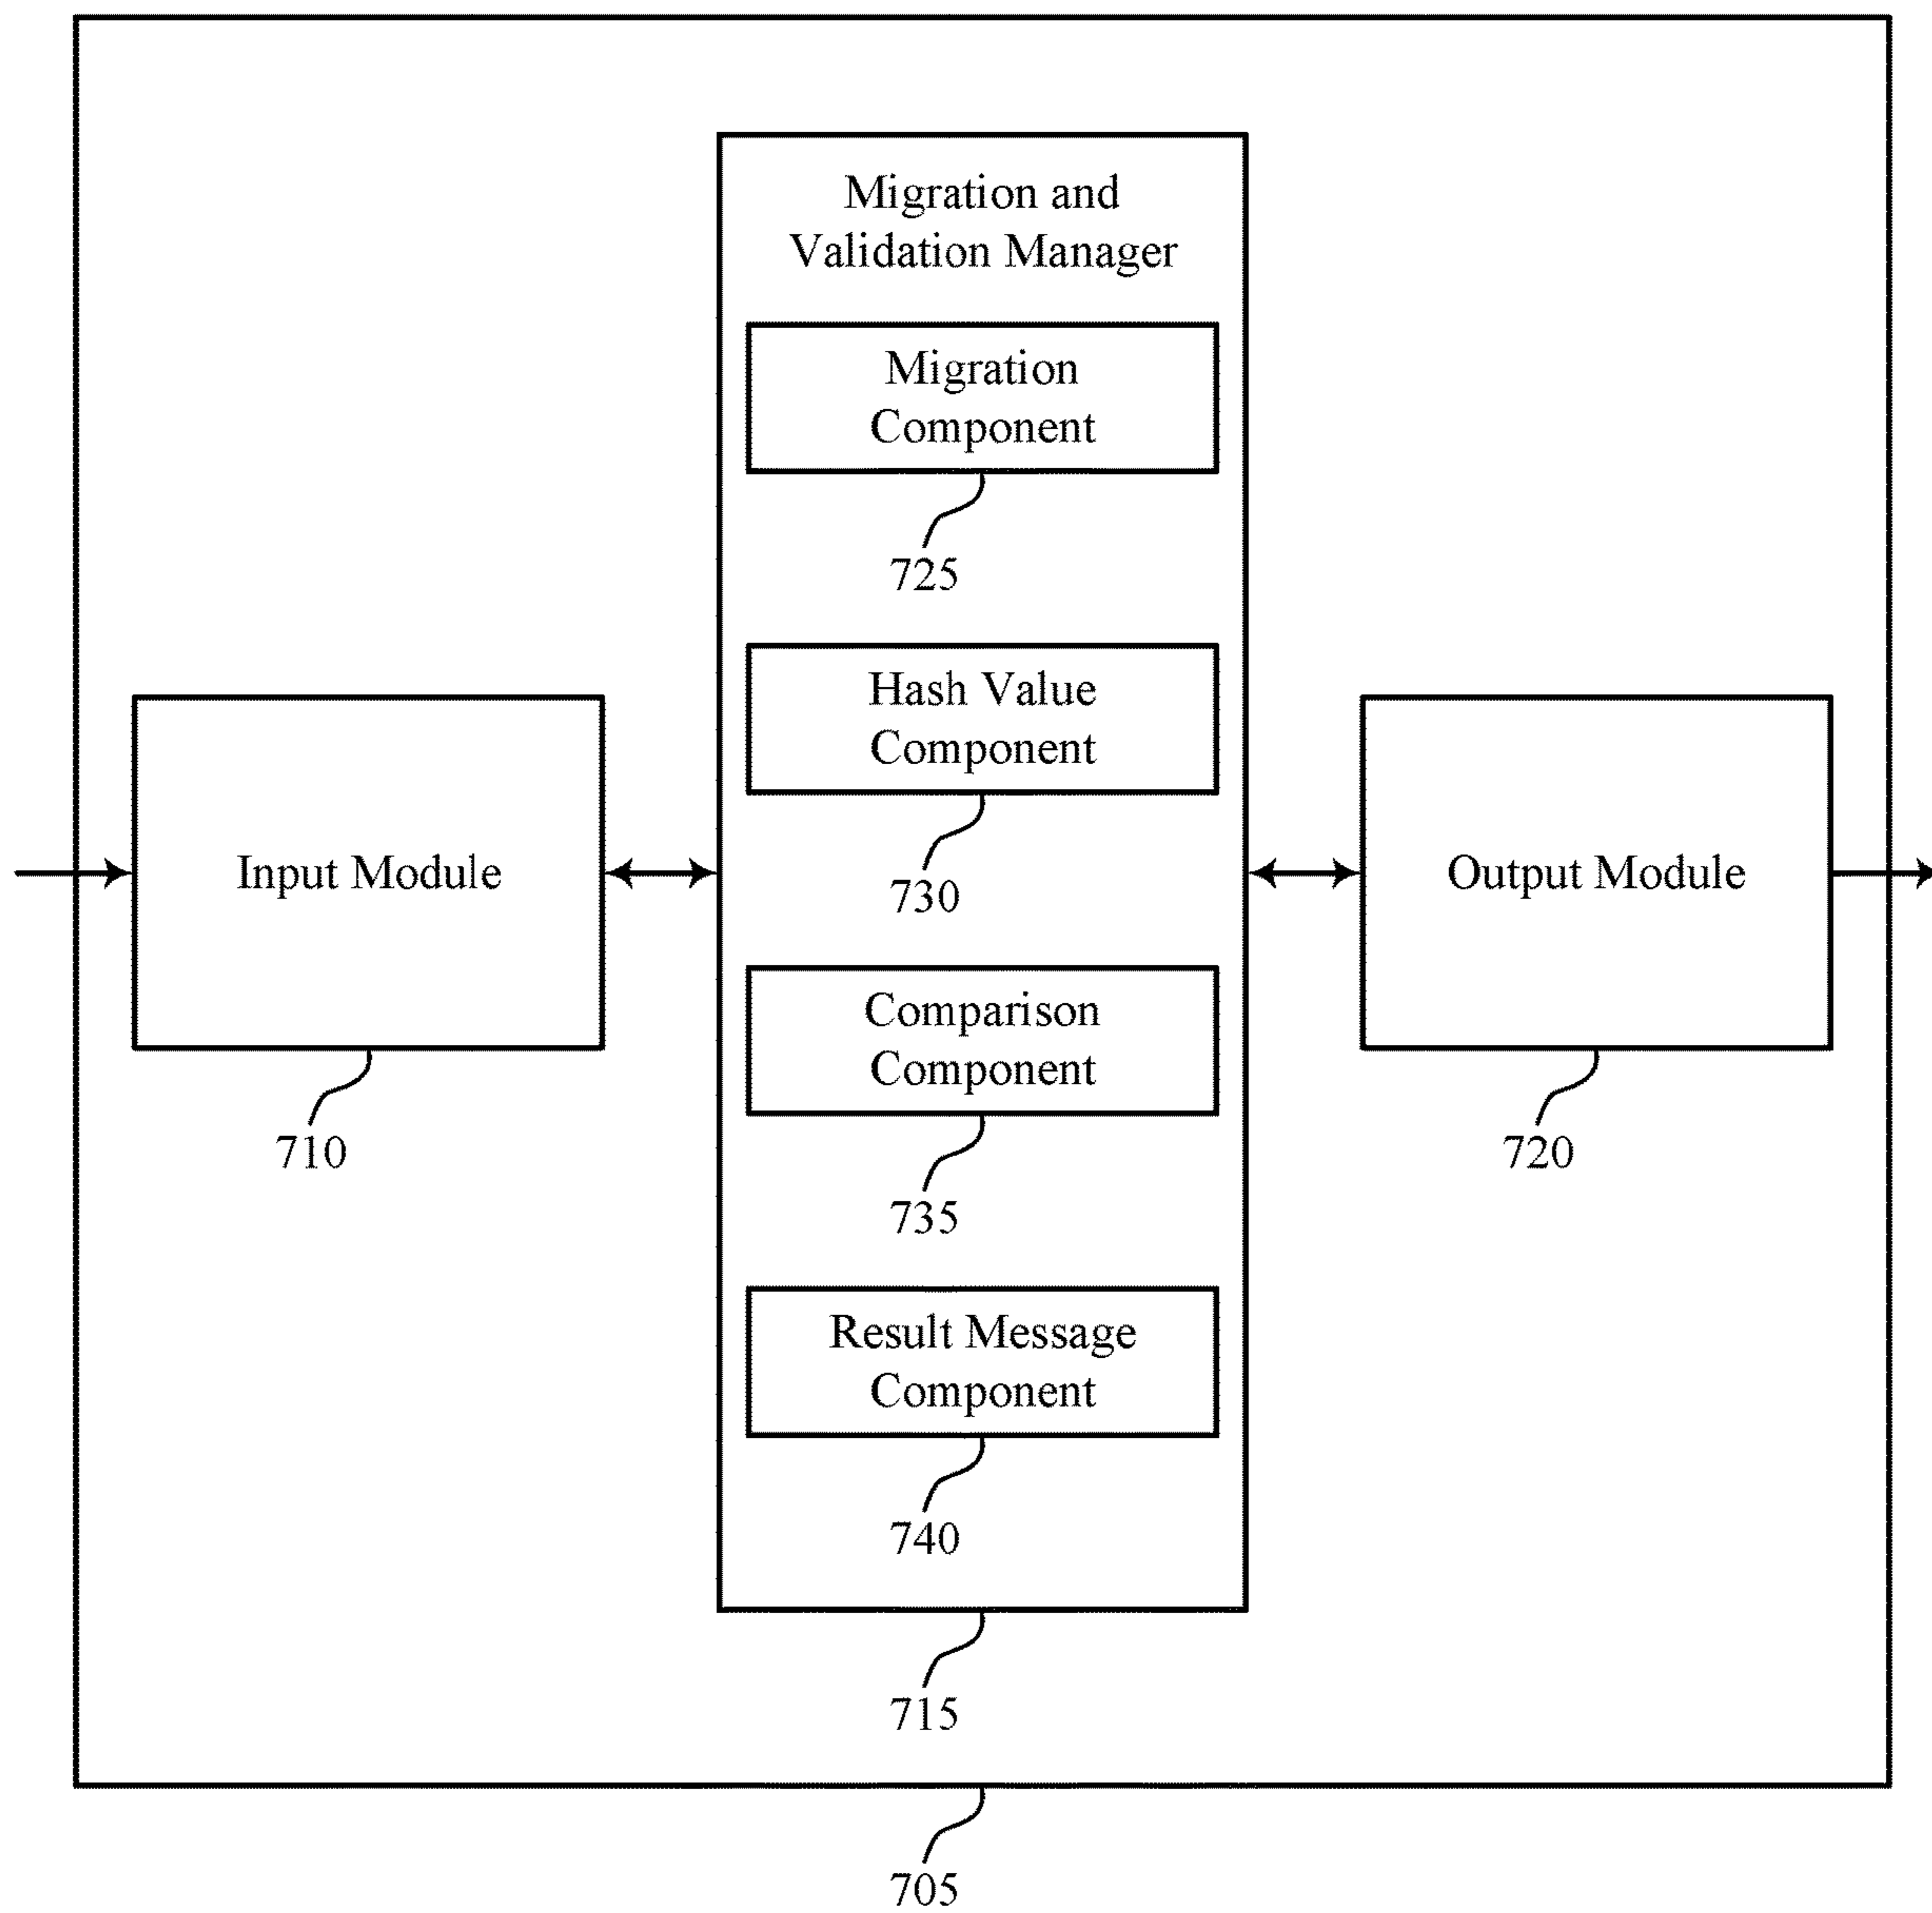 Migration and
Validation Manager
Migration
Component
725
Hash Value
Component
730
Input Module
710
Output Module
720
Comparison
Component
735
Result Message
Component
740
715
705